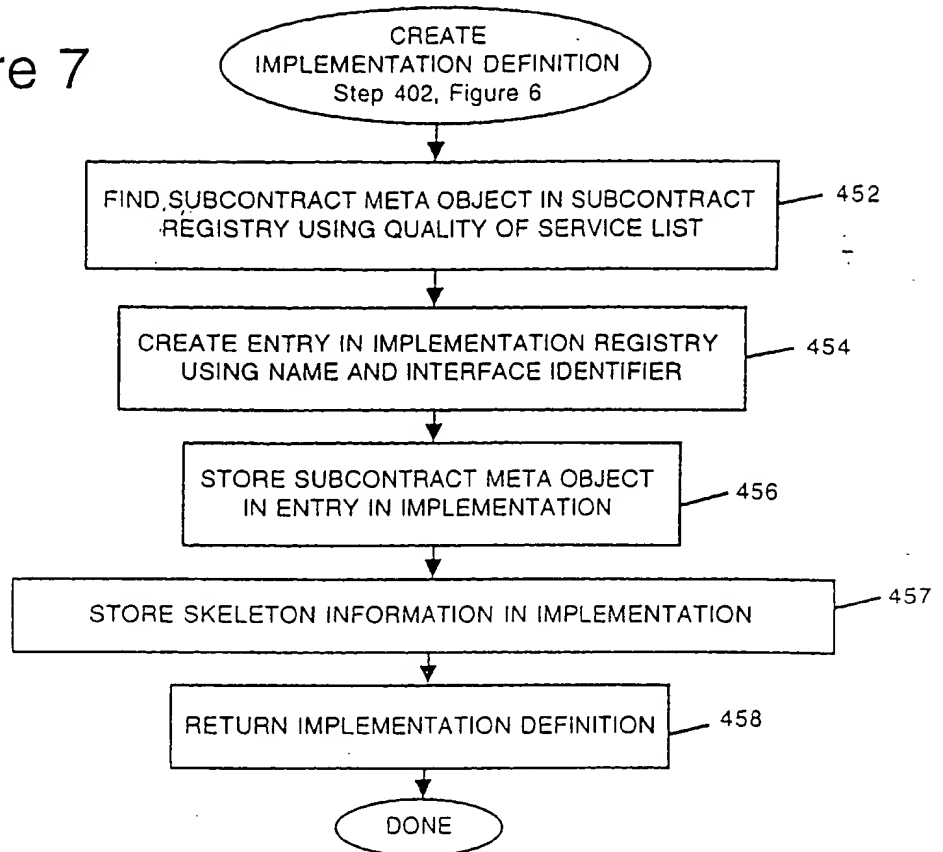 re 7
CREATE
IMPLEMENTATION DEFINITION
Step 402, Figure 6
FIND SUBCONTRACT META OBJECT IN SUBCONTRACT
REGISTRY USING QUALITY OF SERVICE LIST
452
CREATE ENTRY IN IMPLEMENTATION REGISTRY
USING NAME AND INTERFACE IDENTIFIER
454
STORE SUBCONTRACT META OBJECT
IN ENTRY IN IMPLEMENTATION
456
STORE SKELETON INFORMATION IN IMPLEMENTATION
457
RETURN IMPLEMENTATION DEFINITION
458
DONE